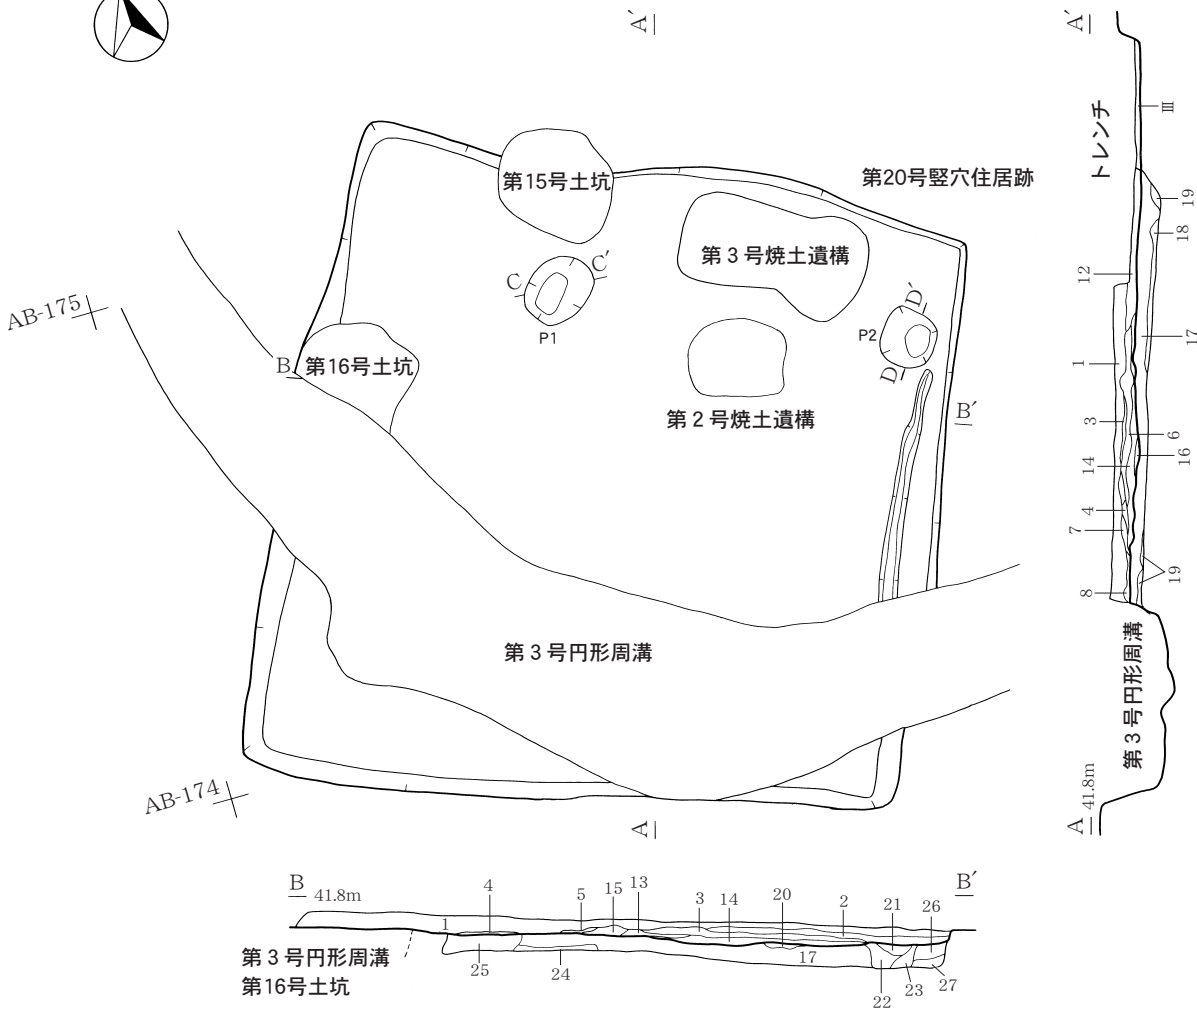 A′
A′
トレンチ
Ⅲ
第15号土坑
第20号竪穴住居跡
19
18
第３号焼土遺構
C
C′
12
D′
AB-175
P1
P2
17
B
第16号土坑
1
D
B′
第２号焼土遺構
3
6
14
16
4
7
19
8
第３号円形周溝
第３号円形周溝
AB-174
A
A
41.8m
B
41.8m
B′
4
5
15
13
3
14
20
2
21
26
1
第３号円形周溝
第16号土坑
25
24
17
22
23
27